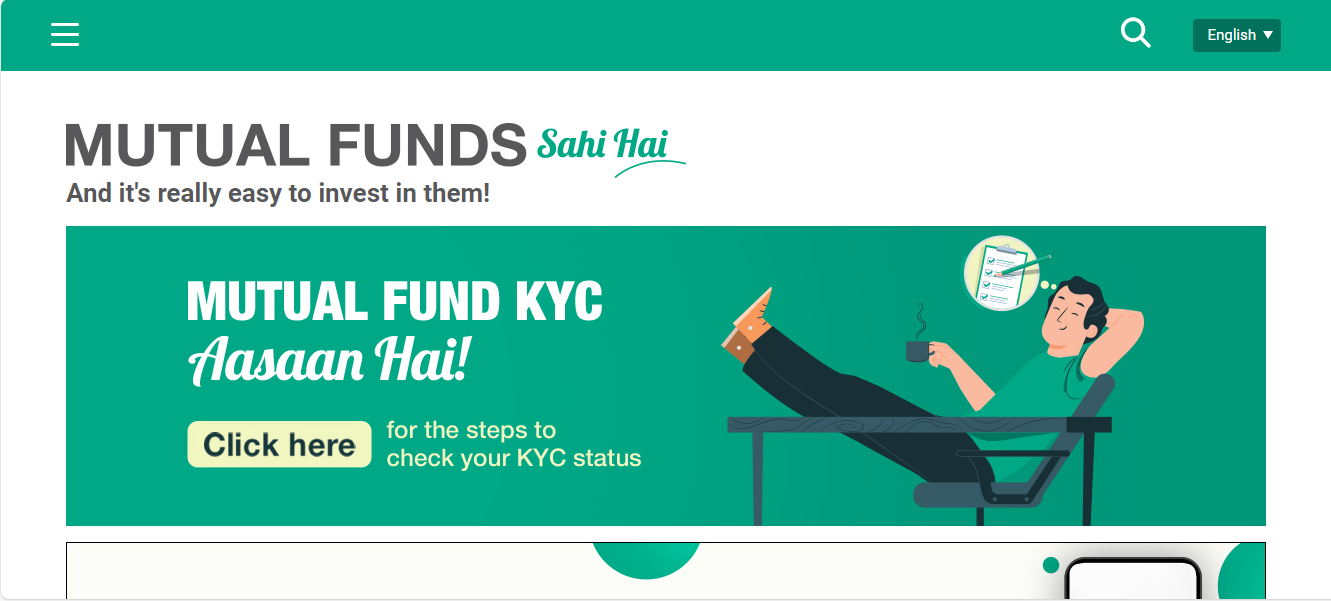 English
MUTUAL FUNDS Sahi Hai
And it's really easy to invest in them!
MUTUAL FUND KYC
Aasaan Hai!
Click here
for the steps to
check your KYC status